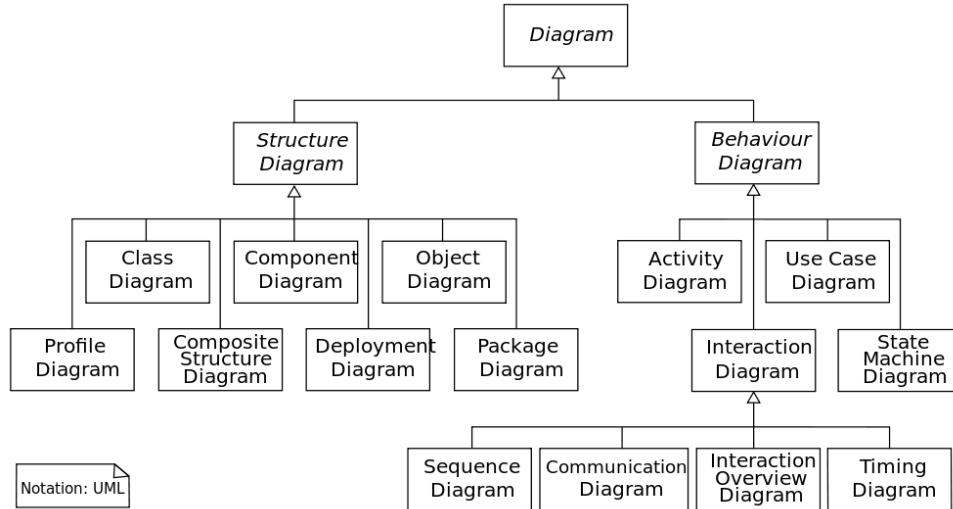 Diagram
Structure
Diagram
Behaviour
Diagram
Class
Diagram
Component
Diagram
Object
Diagram
Activity
Diagram
Use Case
Diagram
Profile
Diagram
Composite
Structure
Diagram
Deployment
Diagram
Package
Diagram
Interaction
Diagram
State
Machine
Diagram
Sequence
Diagram
Communication
Diagram
Interaction
Overview
Diagram
Timing
Diagram
Notation: UML